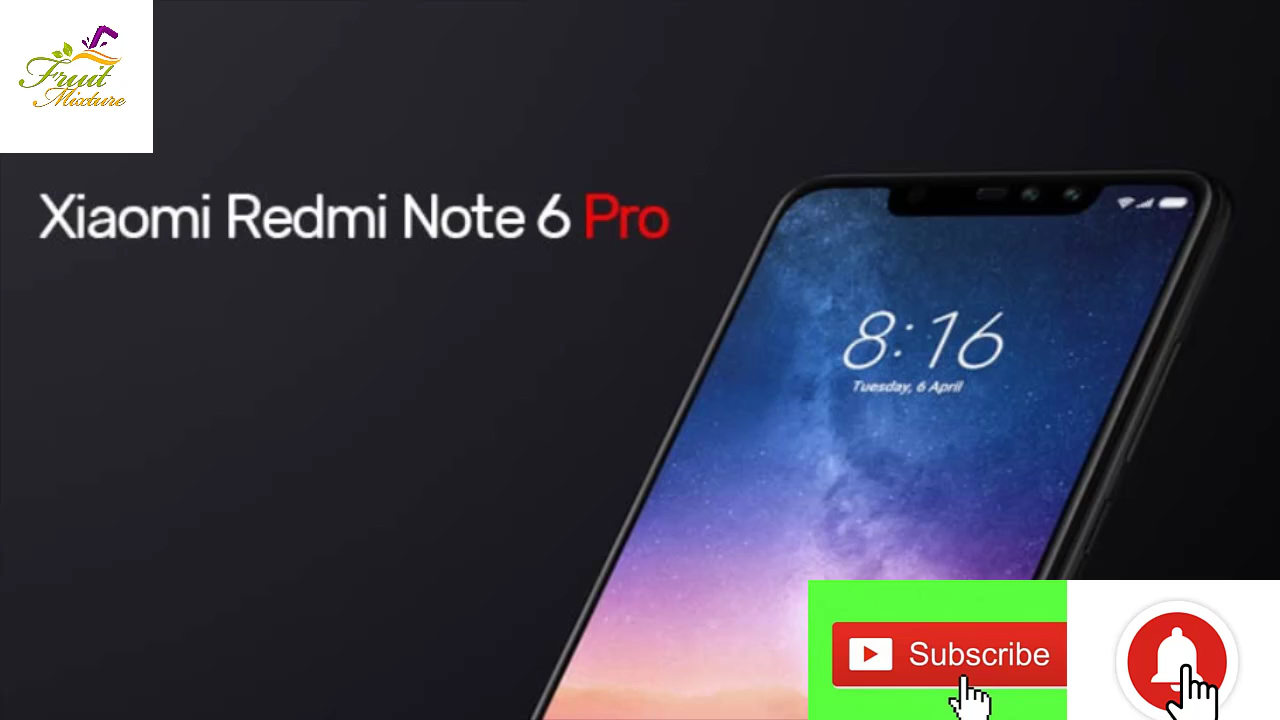 Fruit
Mixture
Xiaomi Redmi Note 6 Pro
8:16
Tuesday, 6 April
Subscribe